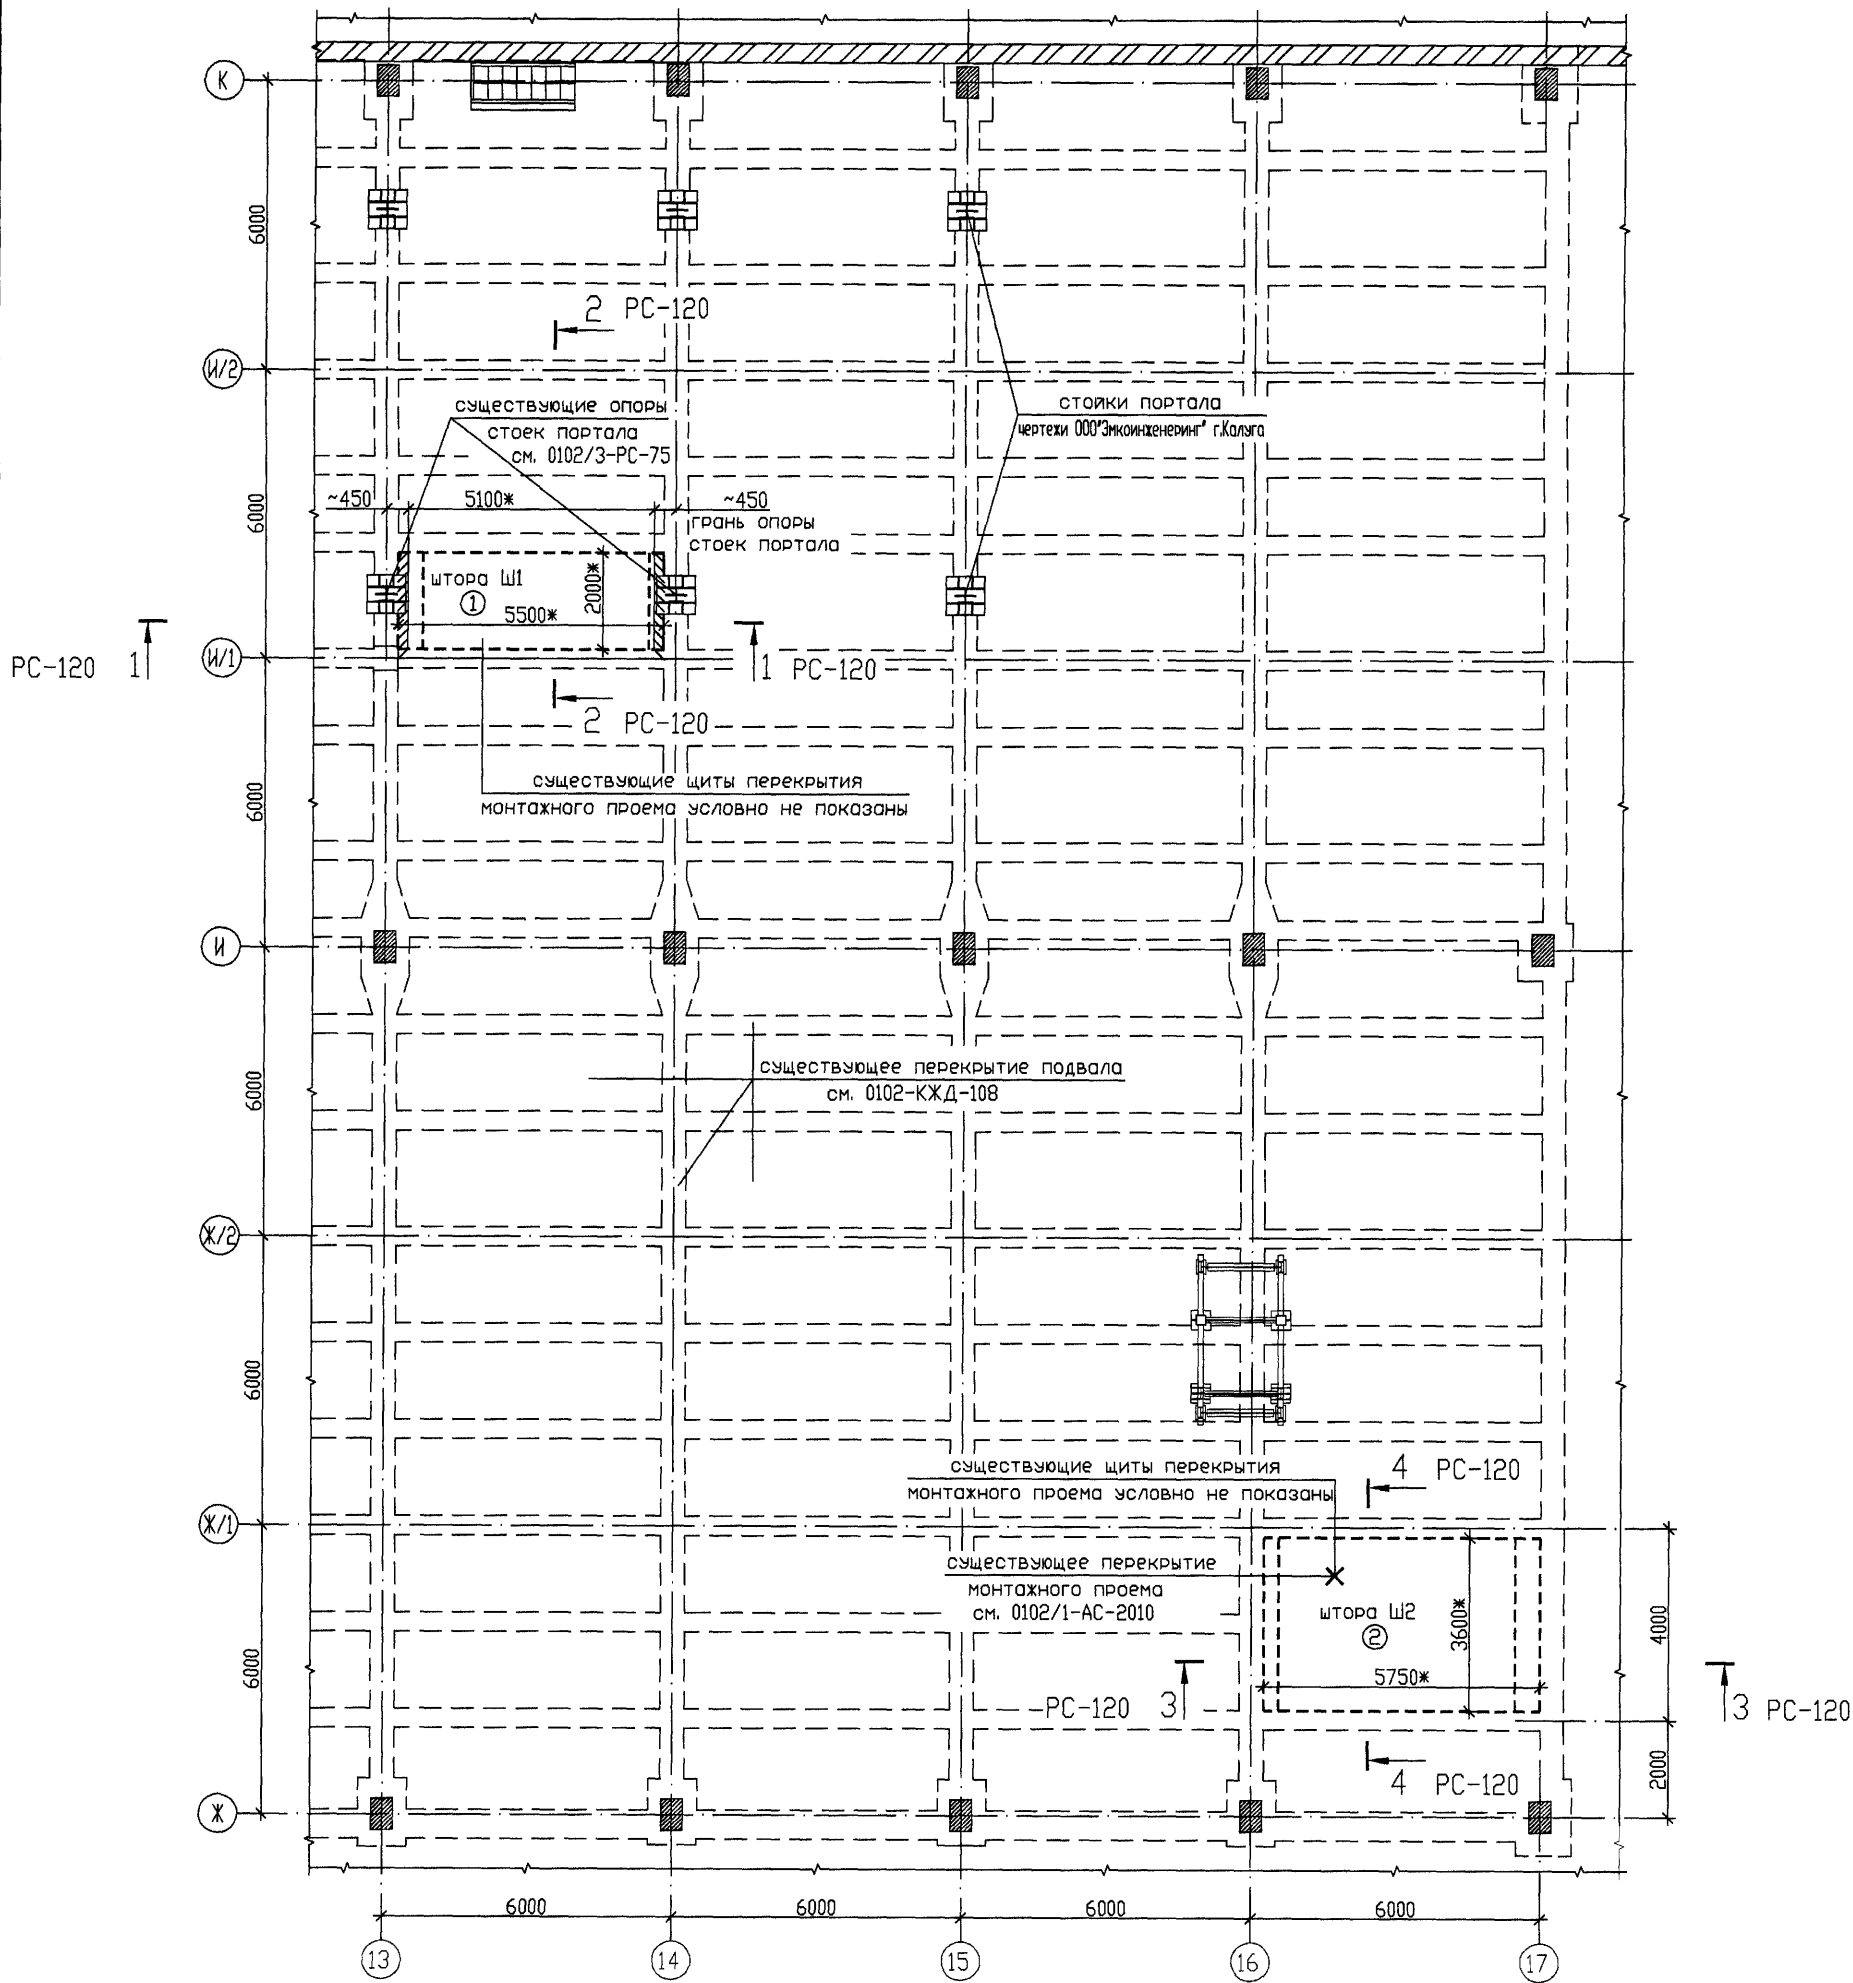 К
6000
2 РС-120
И/2
существующие опоры
стоек портала
см. 0102/3-РС-75
стойки портала
чертежи ООО"Эмкоинженеринг" г.Калуга
6000
~450
5100*
~450
грань опоры
стоек портала
штора Ш1
1
2000*
5500*
РС-120 1
И/1
1 РС-120
2 РС-120
существующие щиты перекрытия
монтажного проема условно не показаны
6000
И
существующее перекрытие подвала
см. 0102-КЖД-108
6000
Ж/2
6000
существующие щиты перекрытия
монтажного проема условно не показаны
4 РС-120
Ж/1
существующее перекрытие
монтажного проема
см. 0102/1-АС-2010
штора Ш2
2
3600*
4000
6000
5750*
РС-120 3
3 РС-120
2000
4 РС-120
Ж
6000
6000
6000
6000
13
14
15
16
17